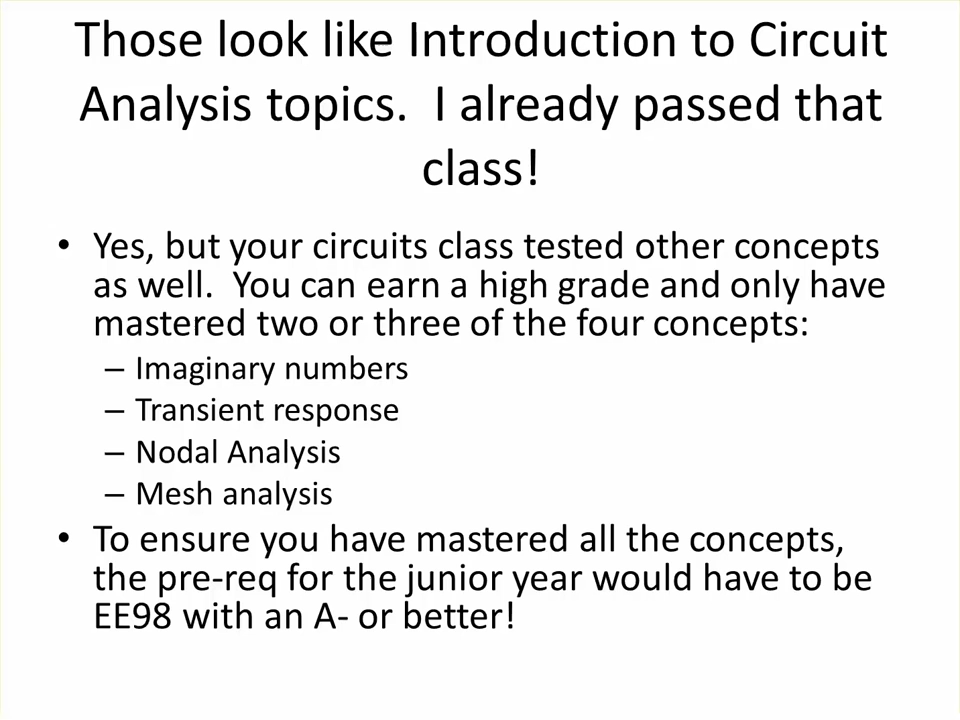 Those look like Introduction to Circuit
Analysis topics.  I already passed that
class!
• Yes, but your circuits class tested other concepts
as well.  You can earn a high grade and only have
mastered two or three of the four concepts:
– Imaginary numbers
– Transient response
– Nodal Analysis
– Mesh analysis
• To ensure you have mastered all the concepts,
the pre-req for the junior year would have to be
EE98 with an A- or better!